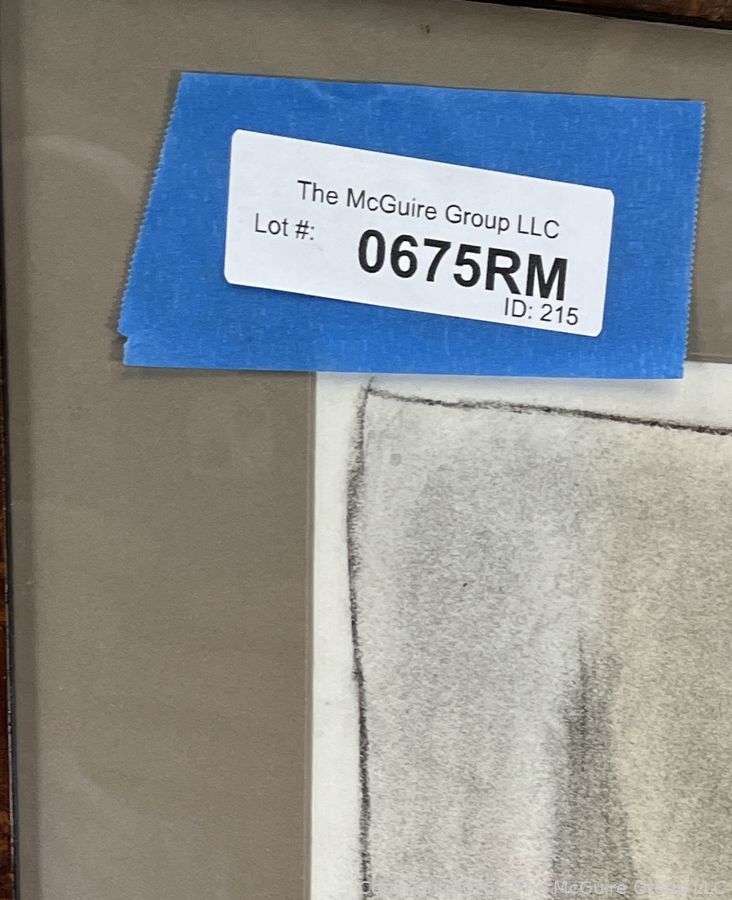 The McGuire Group LLC
Lot #: 0675RM
ID: 215
McGuire Group LLC